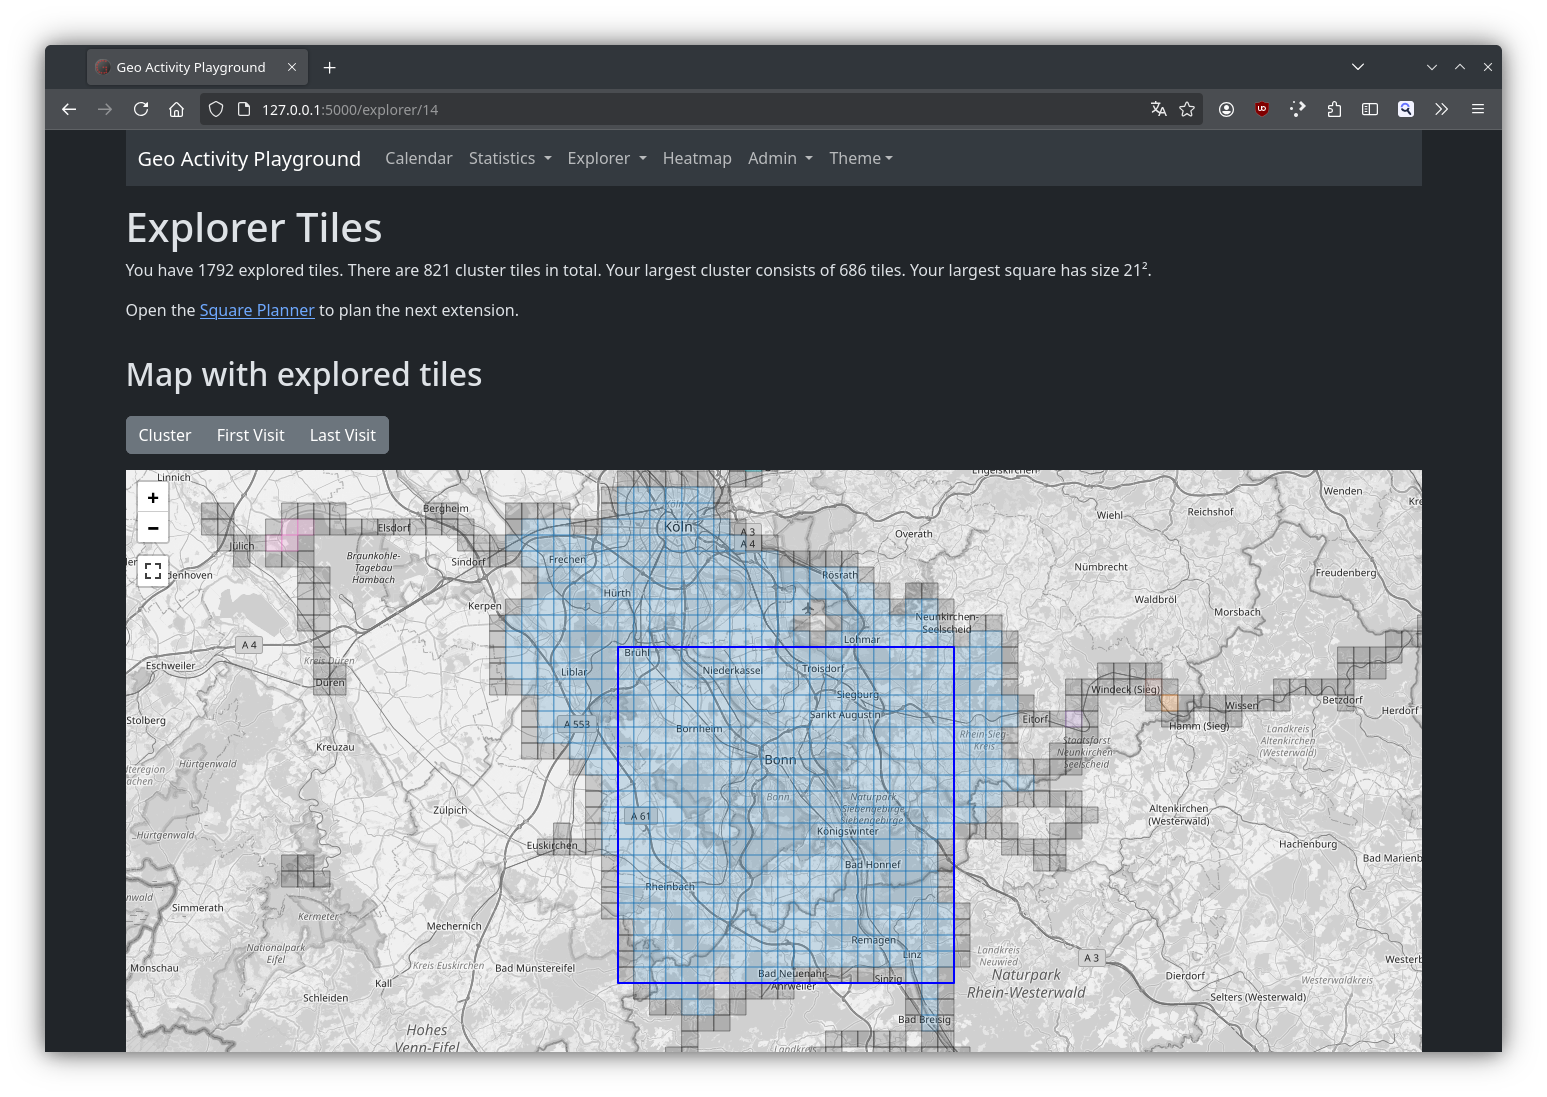 Geo Activity Playground
127.0.0.1:5000/explorer/14
Geo Activity Playground Calendar Statistics Explorer Heatmap Admin Theme
Explorer Tiles
You have 1792 explored tiles. There are 821 cluster tiles in total. Your largest cluster consists of 686 tiles. Your largest square has size 21².
Open the Square Planner to plan the next extension.
Map with explored tiles
Cluster First Visit Last Visit
Linnich
Engelskirchen
+
Wenden
Bergheim
Köln
Wiehl
Reichshof
−
Elsdorf
A 3
A 4
Overath
Jülich
Braunkohle-
Tagebau
Hambach
Sindorf
Frechen
Nümbrecht
Rösrath
Freudenberg
Hürth
Waldbröl
Kerpen
Morsbach
Neunkirchen-
Seelscheid
A 4
Lohmar
Brühl
Kreis Düren
Eschweiler
Liblar
Niederkasse
Troisdorf
Düren
Windeck (Sieg)
Siegburg
Betzdorf
Wissen
Herdorf
Stolberg
A 553
Sankt Augustin
Eitorf
Hamm (Sieg)
Bornheim
Rhein-Sieg
Kreis
Landkreis
Altenkirchen
(Westerwald)
Kreuzau
Staatsforst
Neunkirchen
Seelscheid
Hürtgenwald
Bonn
Bonn
Naturpark
Siebengebirge
Siebengebirge
Zülpich
A 61
Altenkirchen
(Westerwald)
Hürtgenwald
Königswinter
Euskirchen
Hachenburg
Bad Marienb
Bad Honnef
Rheinbach
Simmerath
Kermeter
Mechernich
Remagen
Nationalpark
Eifel
Linz
Landkreis
Neuwied
A 3
Monschau
Kreis Euskirchen
Bad Münstereifel
Bad Neuenahr-
Ahrweiler
Sinzig
Naturpark
Rhein-Westerwald
Dierdorf
Westerwaldkreis
Kall
Schleiden
Selters (Westerwald)
Bad Breisig
Hohes
Venn-Eifel
Landkreis